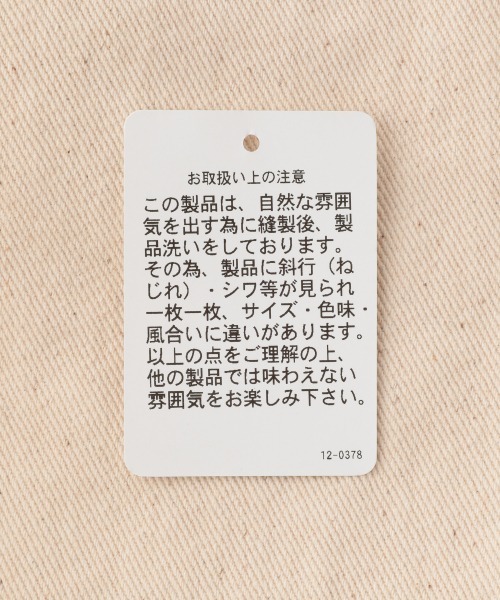 お取扱い上の注意
この製品は、自然な雰囲
気を出す為に縫製後、製
品洗いをしております。
その為、製品に斜行（ね
じれ）・シワ等が見られ
一枚一枚、サイズ・色味・
風合いに違いがあります。
以上の点をご理解の上、
他の製品では味わえない
雰囲気をお楽しみ下さい。
12-0378